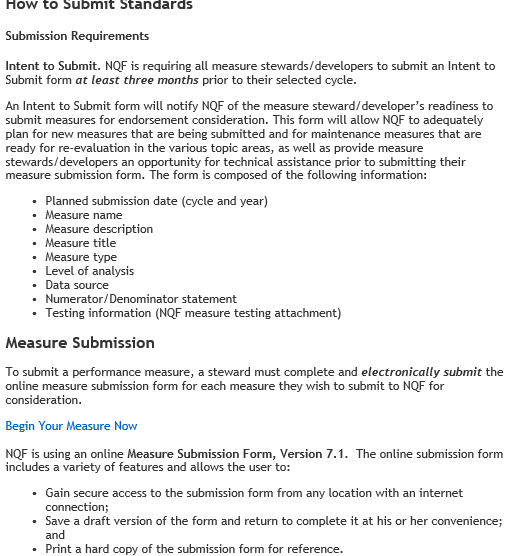 How to Submit Standards
Submission Requirements
Intent to Submit. NQF is requiring all measure stewards/developers to submit an Intent to
Submit form at least three months prior to their selected cycle.
An Intent to Submit form will notify NQF of the measure steward/developer's readiness to
submit measures for endorsement consideration. This form will allow NQF to adequately
plan for new measures that are being submitted and for maintenance measures that are
ready for re-evaluation in the various topic areas, as well as provide measure
stewards/developers an opportunity for technical assistance prior to submitting their
measure submission form. The form is composed of the following information:
• Planned submission date (cycle and year)
• Measure name
• Measure description
• Measure title
• Measure type
• Level of analysis
• Data source
• Numerator/Denominator statement
• Testing information (NQF measure testing attachment)
Measure Submission
To submit a performance measure, a steward must complete and electronically submit the
online measure submission form for each measure they wish to submit to NQF for
consideration.
Begin Your Measure Now
NQF is using an online Measure Submission Form, Version 7.1. The online submission form
includes a variety of features and allows the user to:
• Gain secure access to the submission form from any location with an internet
connection;
• Save a draft version of the form and return to complete it at his or her convenience;
and
• Print a hard copy of the submission form for reference.